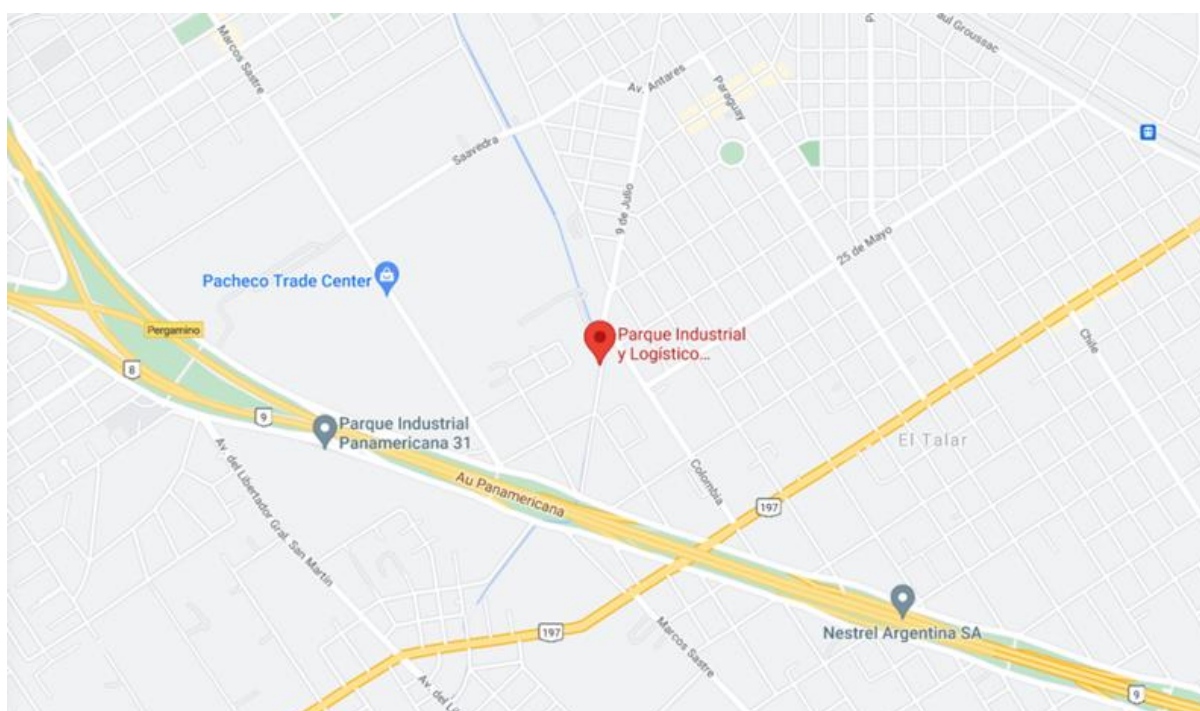 Marcos Sastre
Paul Groussac
Av. Antares
Paraguay
Saavedra
9 de Julio
25 de Mayo
Pacheco Trade Center
Pergamino
Parque Industrial
y Logístico...
Chile
8
9
Parque Industrial
Panamericana 31
El Talar
Av. del Libertador Gral. San Martín
Au Panamericana
Colombia
197
Nestrel Argentina SA
197
Marcos Sastre
Av. del L
9